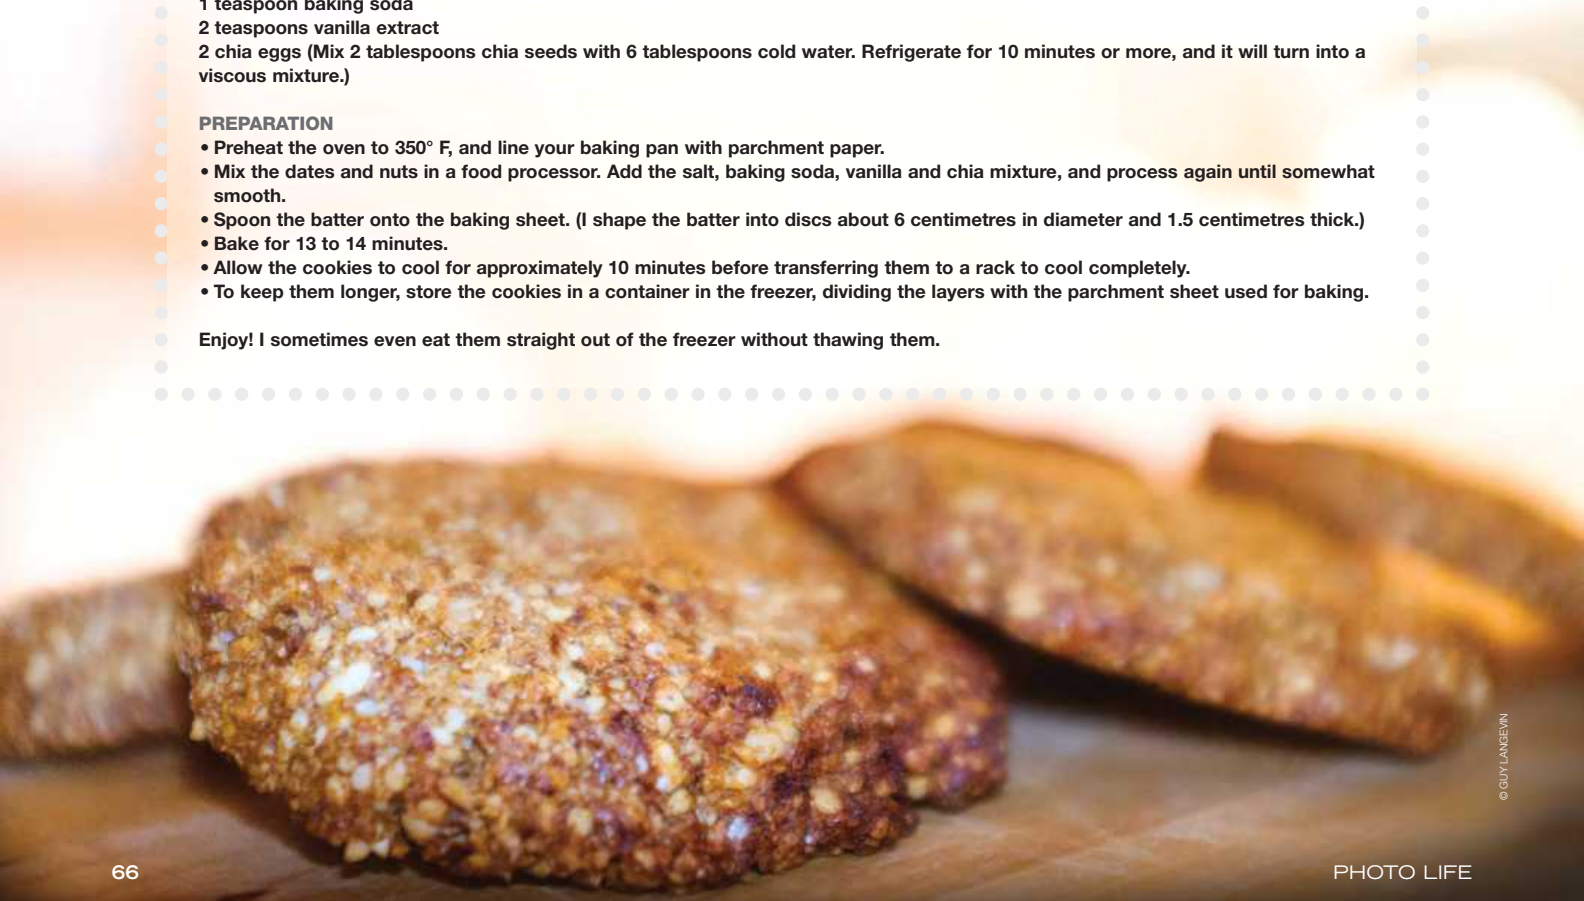 1 teaspoon baking soda
2 teaspoons vanilla extract
2 chia eggs (Mix 2 tablespoons chia seeds with 6 tablespoons cold water. Refrigerate for 10 minutes or more, and it will turn into a
viscous mixture.)
PREPARATION
• Preheat the oven to 350° F, and line your baking pan with parchment paper.
• Mix the dates and nuts in a food processor. Add the salt, baking soda, vanilla and chia mixture, and process again until somewhat
smooth.
• Spoon the batter onto the baking sheet. (I shape the batter into discs about 6 centimetres in diameter and 1.5 centimetres thick.)
• Bake for 13 to 14 minutes.
• Allow the cookies to cool for approximately 10 minutes before transferring them to a rack to cool completely.
• To keep them longer, store the cookies in a container in the freezer, dividing the layers with the parchment sheet used for baking.
Enjoy! I sometimes even eat them straight out of the freezer without thawing them.
© GUY LANGEVIN
66
PHOTO LIFE